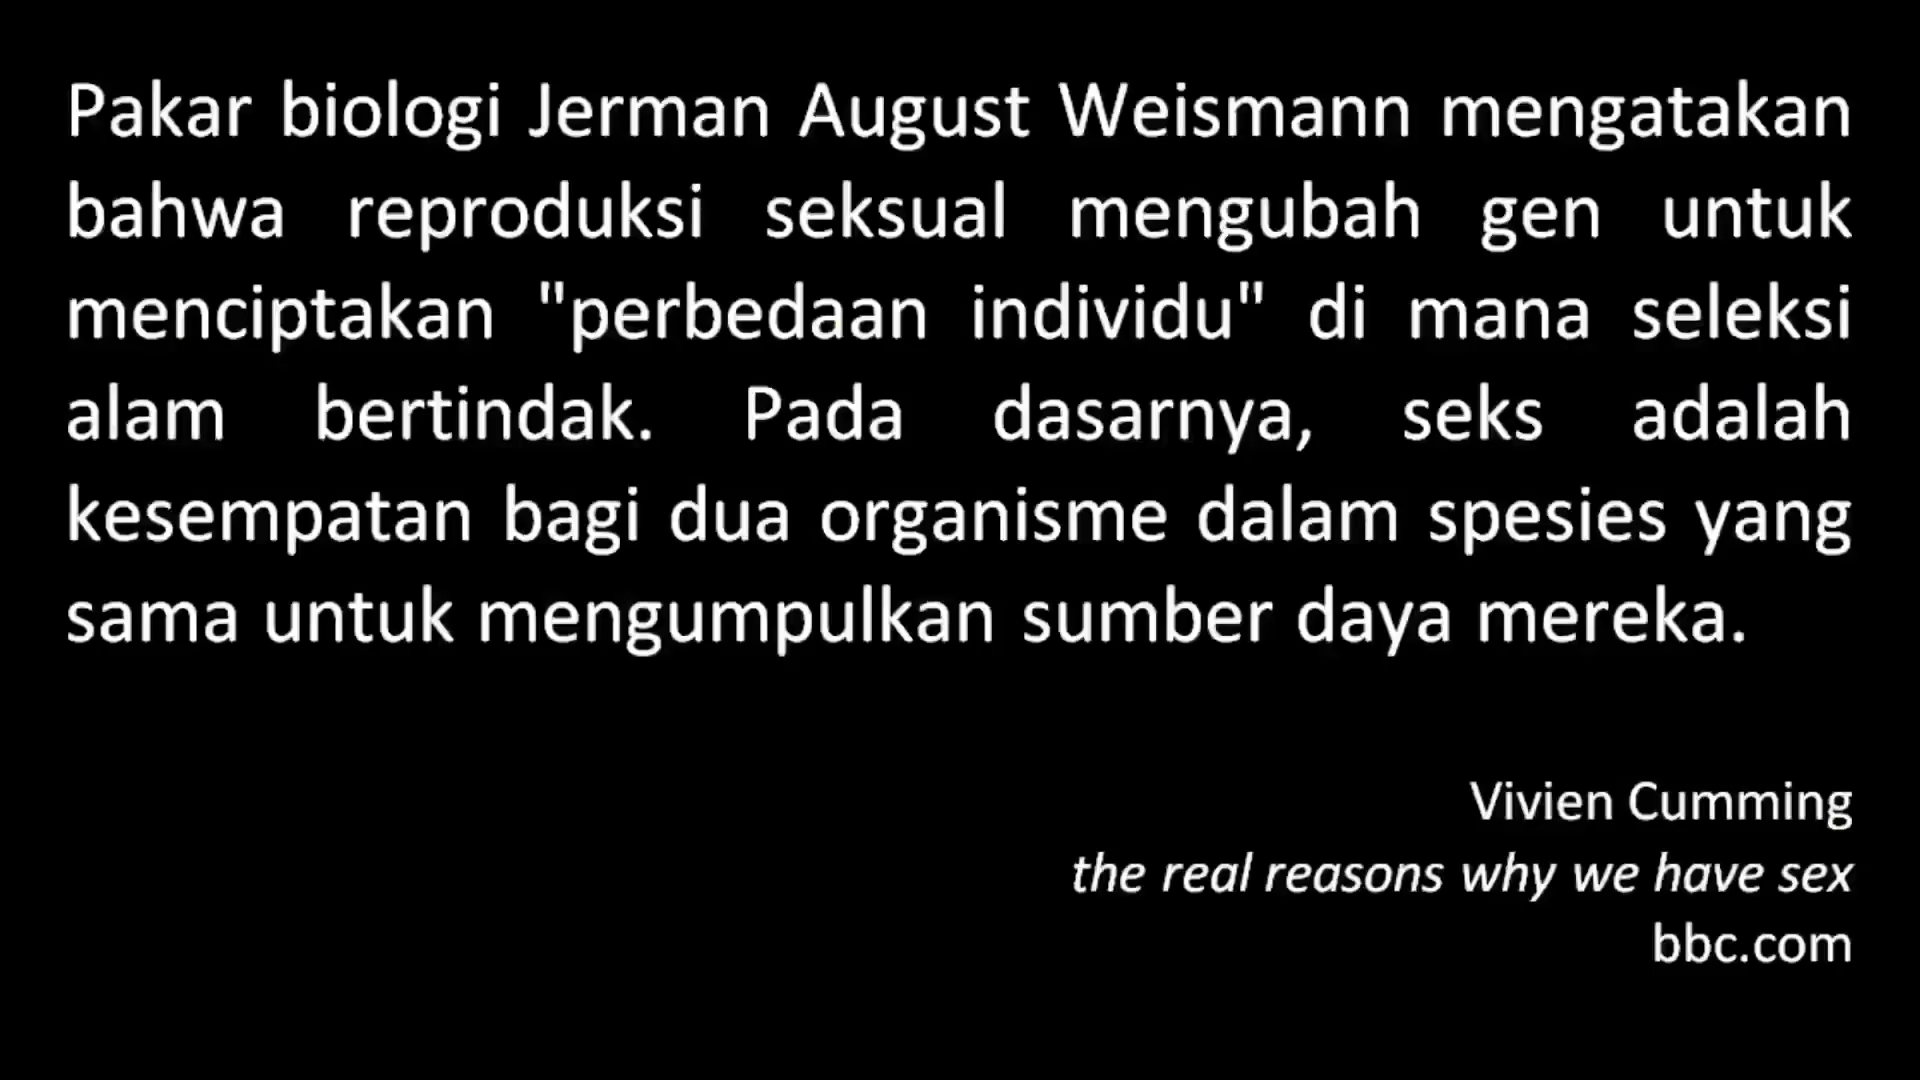 Pakar biologi Jerman August Weismann mengatakan
bahwa reproduksi seksual mengubah gen untuk
menciptakan "perbedaan individu" di mana seleksi
alam bertindak. Pada dasarnya, seks adalah
kesempatan bagi dua organisme dalam spesies yang
sama untuk mengumpulkan sumber daya mereka.
Vivien Cumming
the real reasons why we have sex
bbc.com